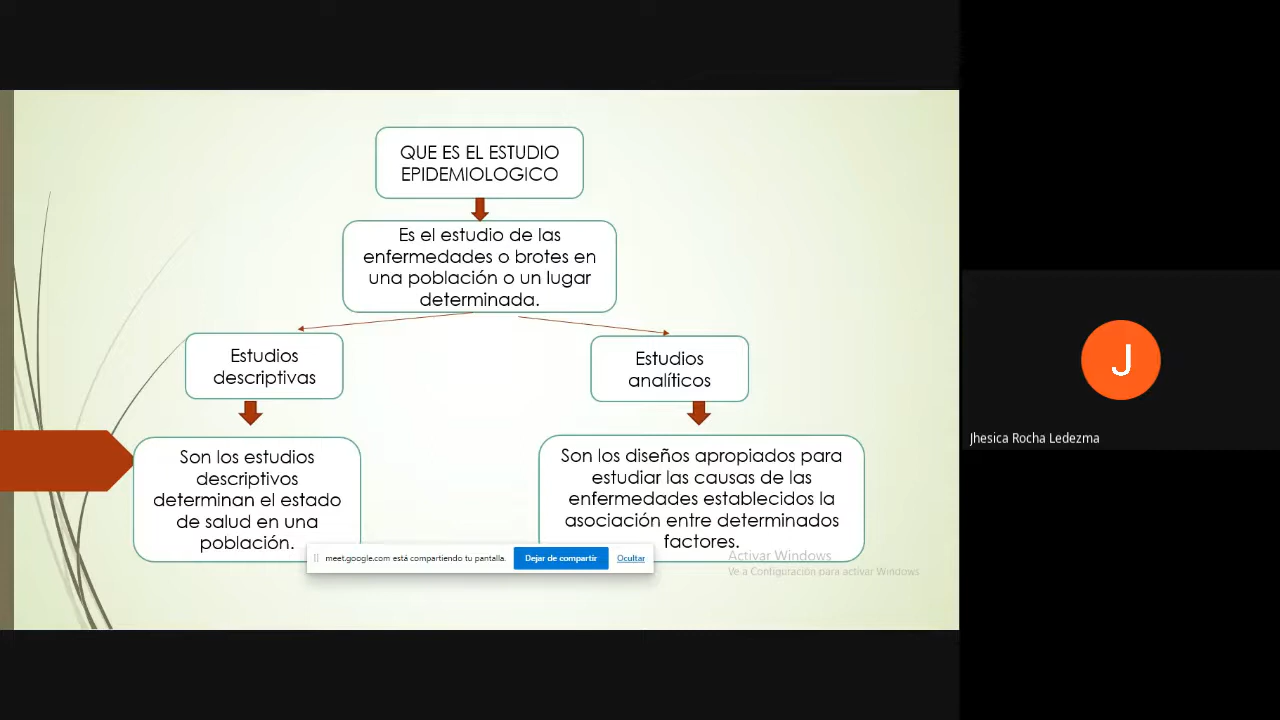 QUE ES EL ESTUDIO
EPIDEMIOLOGICO
Es el estudio de las
enfermedades o brotes en
una población o un lugar
determinada.
Estudios
descriptivas
Estudios
analíticos
Son los estudios
descriptivos
determinan el estado
de salud en una
población.
Son los diseños apropiados para
estudiar las causas de las
enfermedades establecidos la
asociación entre determinados
factores.
meet.google.com está compartiendo tu pantalla.
Dejar de compartir
Ocultar
Activar Windows
Ve a Configuración para activar Windows
J
Jhesica Rocha Ledezma